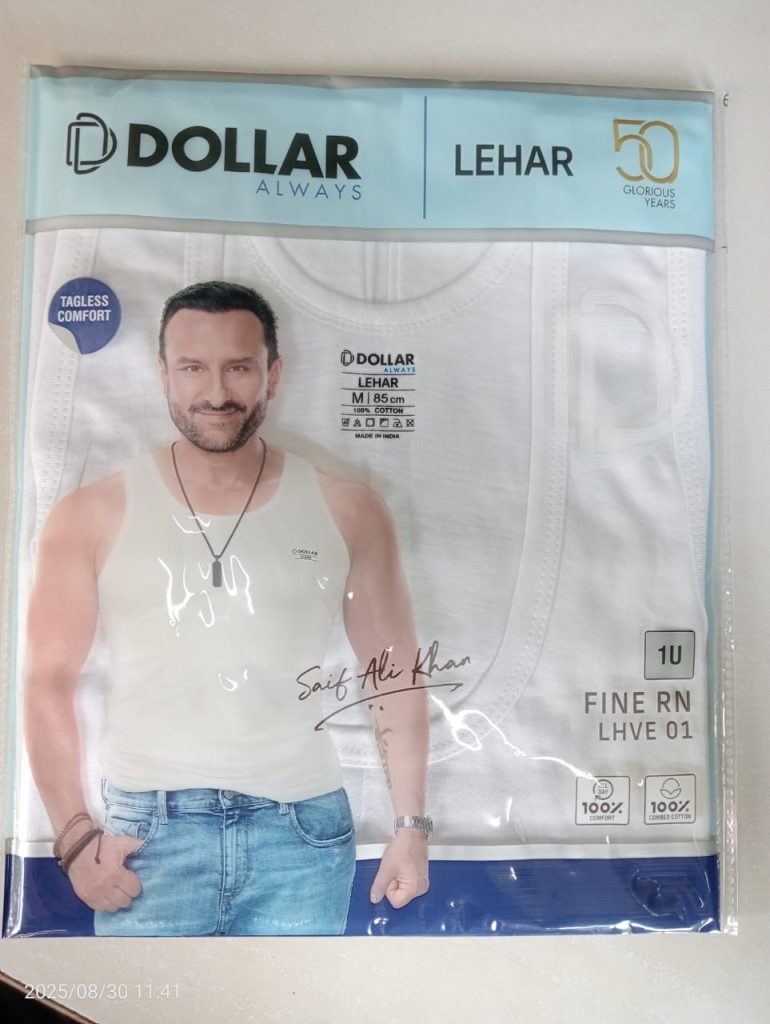 DOLLAR
ALWAYS
LEHAR
50
GLORIOUS
YEARS
TAGLESS
COMFORT
DOLLAR
ALWAYS
LEHAR
M | 85 cm
100% COTTON
MADE IN INDIA
DOLLAR
Saif Ali Khan
1U
FINE RN
LHVE 01
DAY
100%
COMFORT
100%
COMBED COTTON
2025/08/30 11:41